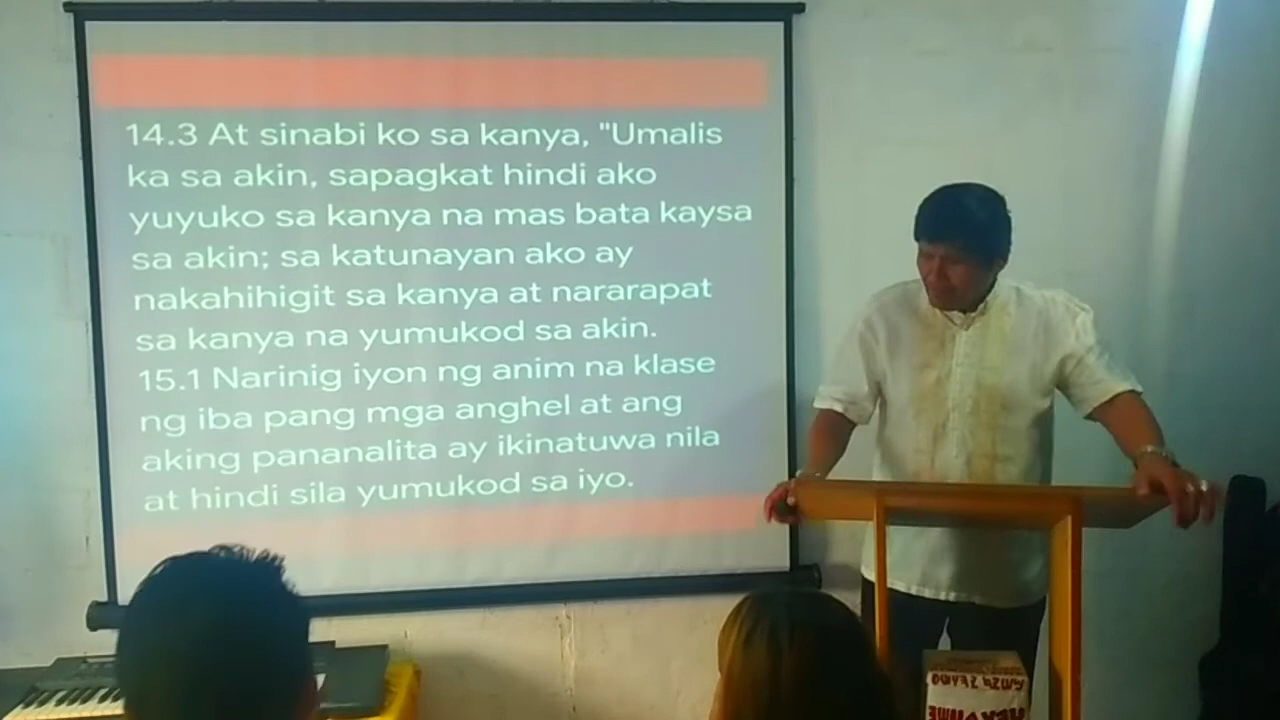 14.3 At sinabi ko sa kanya, "Umalis
ka sa akin, sapagkat hindi ako
yuyuko sa kanya na mas bata kaysa
sa akin; sa katunayan ako ay
nakahihigit sa kanya at nararapat
sa kanya na yumukod sa akin.
15.1 Narinig iyon ng anim na klase
ng iba pang mga anghel at ang
aking pananalita ay ikinatuwa nila
at hindi sila yumukod sa iyo.